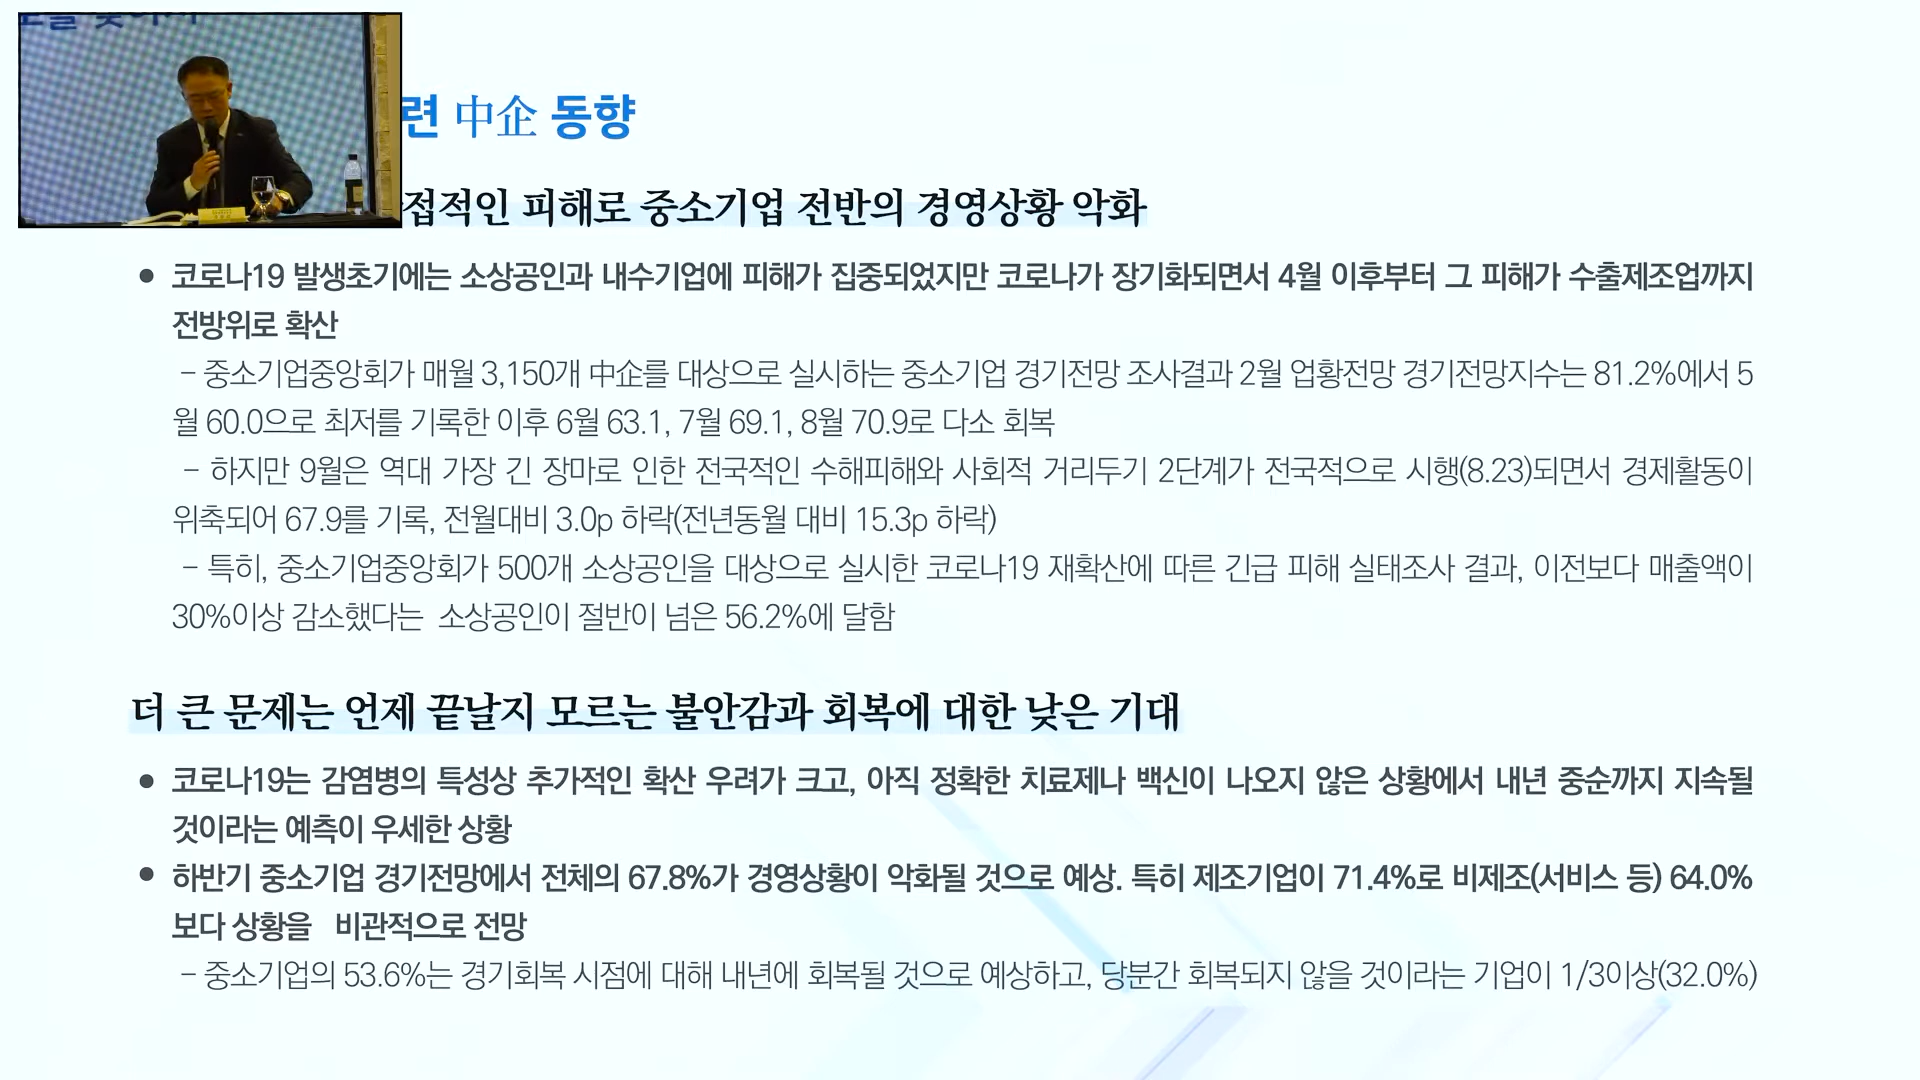 련 中企 동향
접적인 피해로 중소기업 전반의 경영상황 악화
● 코로나19 발생초기에는 소상공인과 내수기업에 피해가 집중되었지만 코로나가 장기화되면서 4월 이후부터 그 피해가 수출제조업까지
전방위로 확산
– 중소기업중앙회가 매월 3,150개 中企를 대상으로 실시하는 중소기업 경기전망 조사결과 2월 업황전망 경기전망지수는 81.2%에서 5
월 60.0으로 최저를 기록한 이후 6월 63.1, 7월 69.1, 8월 70.9로 다소 회복
– 하지만 9월은 역대 가장 긴 장마로 인한 전국적인 수해피해와 사회적 거리두기 2단계가 전국적으로 시행(8.23)되면서 경제활동이
위축되어 67.9를 기록, 전월대비 3.0p 하락(전년동월 대비 15.3p 하락)
– 특히, 중소기업중앙회가 500개 소상공인을 대상으로 실시한 코로나19 재확산에 따른 긴급 피해 실태조사 결과, 이전보다 매출액이
30%이상 감소했다는 소상공인이 절반이 넘은 56.2%에 달함
더 큰 문제는 언제 끝날지 모르는 불안감과 회복에 대한 낮은 기대
● 코로나19는 감염병의 특성상 추가적인 확산 우려가 크고, 아직 정확한 치료제나 백신이 나오지 않은 상황에서 내년 중순까지 지속될
것이라는 예측이 우세한 상황
● 하반기 중소기업 경기전망에서 전체의 67.8%가 경영상황이 악화될 것으로 예상. 특히 제조기업이 71.4%로 비제조(서비스 등) 64.0%
보다 상황을 비관적으로 전망
– 중소기업의 53.6%는 경기회복 시점에 대해 내년에 회복될 것으로 예상하고, 당분간 회복되지 않을 것이라는 기업이 1/3이상(32.0%)